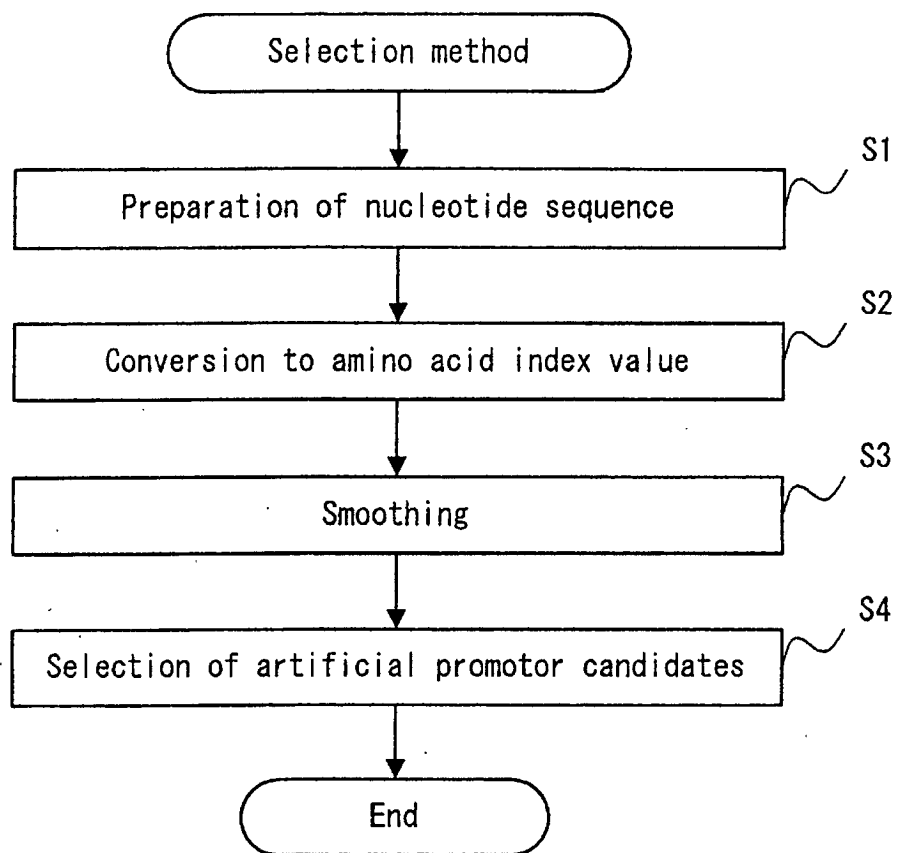 Selection method
S1
Preparation of nucleotide sequence
S2
Conversion to amino acid index value
S3
Smoothing
S4
Selection of artificial promotor candidates
End